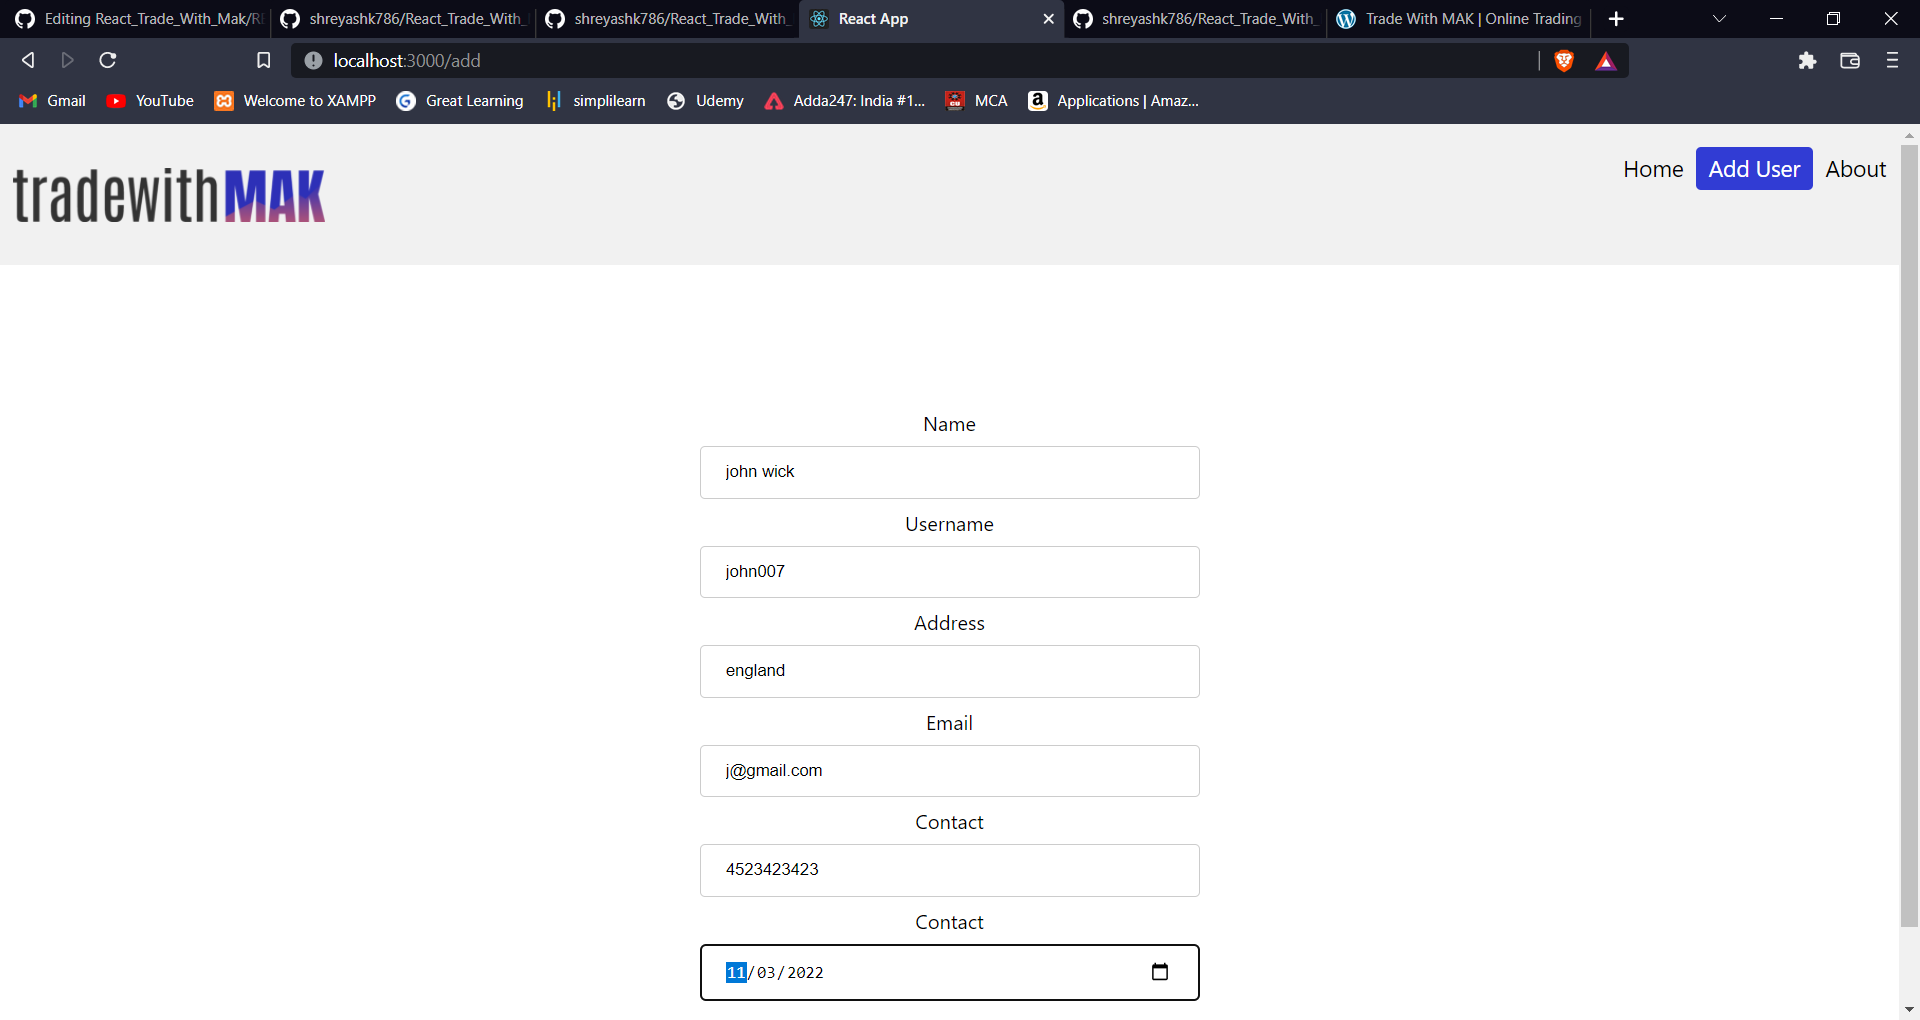 Editing React_Trade_With_Mak/R
shreyashk786/React_Trade_With_
shreyashk786/React_Trade_With_
React App
shreyashk786/React_Trade_With_
Trade With MAK | Online Trading
localhost:3000/add
Gmail
YouTube
Welcome to XAMPP
Great Learning
simplilearn
Udemy
Adda247: India #1...
MCA
Applications | Amaz...
tradewithMAK
Home
Add User
About
Name
john wick
Username
john007
Address
england
Email
j@gmail.com
Contact
4523423423
Contact
11/03/2022